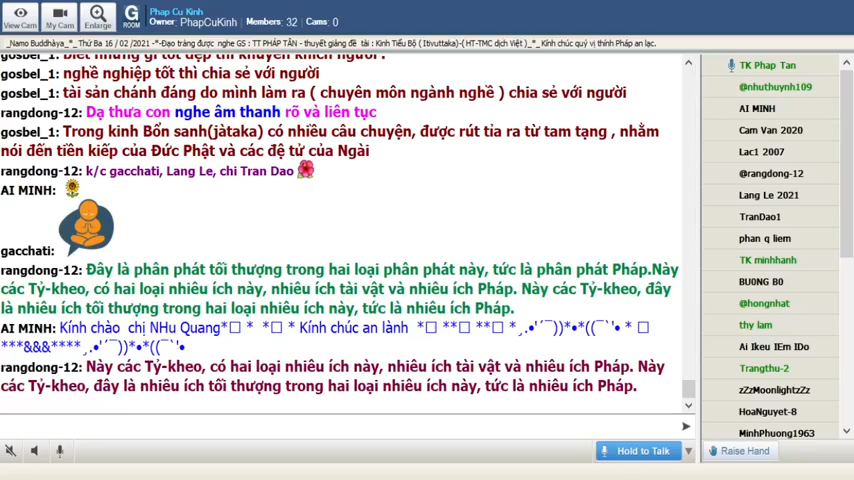 Phap Cu Kinh
Owner: PhapCuKinh Members: 32 Cams: 0
View Cam My Cam Enlarge G ROOM
_Namo Buddhàya_*_ Thứ Ba 16 / 02 /2021 -*-Đạo tràng được nghe GS : TT PHÁP TÂN - thuyết giảng đề tài : Kinh Tiểu Bộ ( Itivuttaka)-( HT-TMC dịch Việt )_*_ Kính chúc quý vị thính Pháp an lạc.
nghề nghiệp tốt thì chia sẻ với người
gosbel_1: nghề nghiệp tốt thì chia sẻ với người
gosbel_1: tài sản chánh đáng do mình làm ra ( chuyên môn ngành nghề ) chia sẻ với người
rangdong-12: Dạ thưa con nghe âm thanh rõ và liên tục
gosbel_1: Trong kinh Bổn sanh(jàtaka) có nhiều câu chuyện, được rút tỉa ra từ tam tạng , nhằm
nói đến tiền kiếp của Đức Phật và các đệ tử của Ngài
rangdong-12: k/c gacchati, Lang Le, chi Tran Dao
AI MINH:
gacchati:
rangdong-12: Đây là phân phát tối thượng trong hai loại phân phát này, tức là phân phát Pháp.Này
các Tỷ-kheo, có hai loại nhiêu ích này, nhiêu ích tài vật và nhiêu ích Pháp. Này các Tỷ-kheo, đây
là nhiêu ích tối thượng trong hai loại nhiêu ích này, tức là nhiêu ích Pháp.
AI MINH: Kính chào chị NHu Quang*□ * *□ * Kính chúc an lành *□ **□ **□ *¸.•'´¯))*•*((¯`'• * □
***&&&****¸.•'´¯))*•*((¯`'•
rangdong-12: Này các Tỷ-kheo, có hai loại nhiêu ích này, nhiêu ích tài vật và nhiêu ích Pháp. Này
các Tỷ-kheo, đây là nhiêu ích tối thượng trong hai loại nhiêu ích này, tức là nhiêu ích Pháp.
Hold to Talk
TK Phap Tan
@nhuthuynh109
AI MINH
Cam Van 2020
Lac1 2007
@rangdong-12
Lang Le 2021
TranDao1
phan q liem
TK minhhanh
BU0NG B0
@hongnhat
thy lam
Ai Ikeu IEm IDo
Trangthu-2
zZzMoonlightzZz
HoaNguyet-8
MinhPhuong1963
Raise Hand